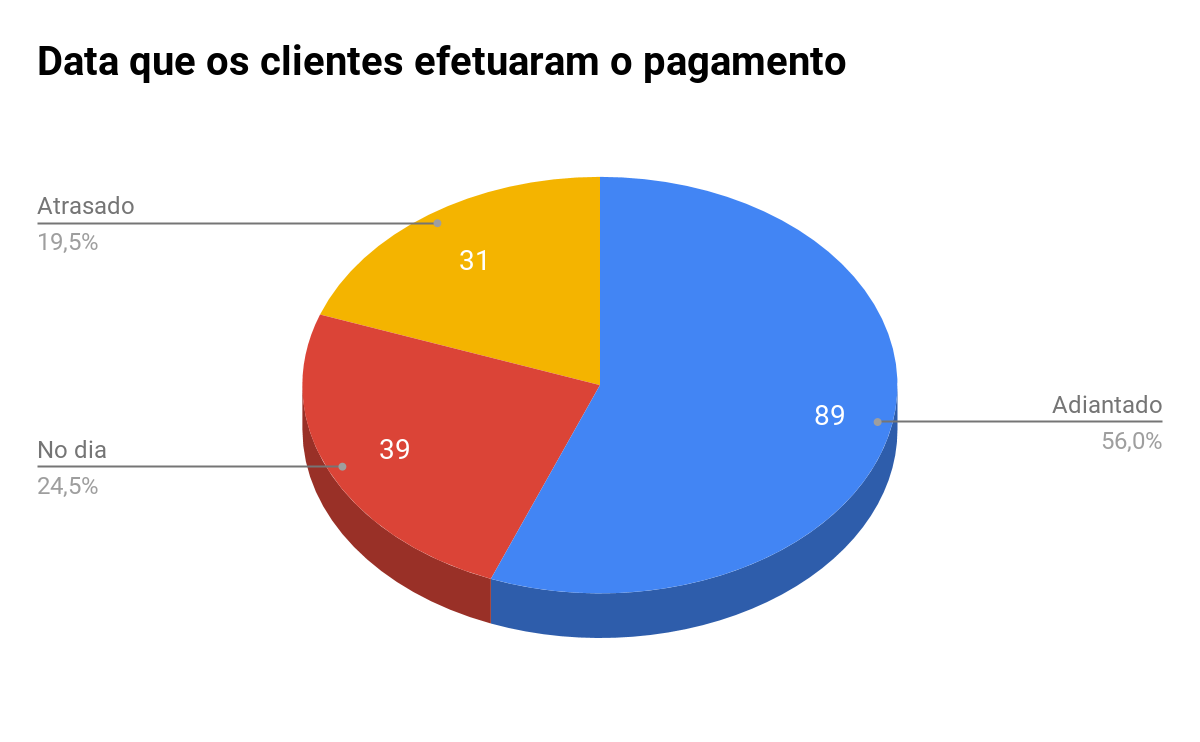 Data que os clientes efetuaram o pagamento
Atrasado
19,5%
31
89
Adiantado
56,0%
No dia
24,5%
39